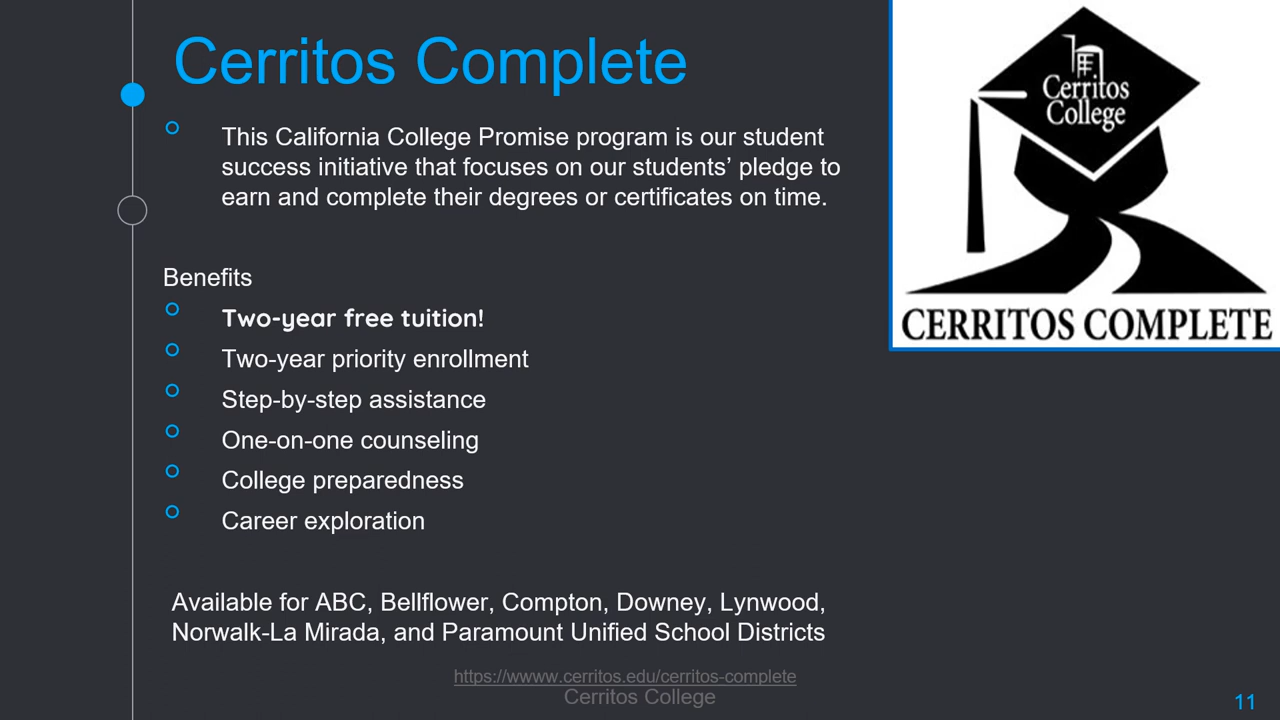 Cerritos Complete
This California College Promise program is our student
success initiative that focuses on our students’ pledge to
earn and complete their degrees or certificates on time.
Benefits
Two-year free tuition!
Two-year priority enrollment
Step-by-step assistance
One-on-one counseling
College preparedness
Career exploration
Available for ABC, Bellflower, Compton, Downey, Lynwood,
Norwalk-La Mirada, and Paramount Unified School Districts
https://wwww.cerritos.edu/cerritos-complete
Cerritos College
11
Cerritos
College
CERRITOS COMPLETE